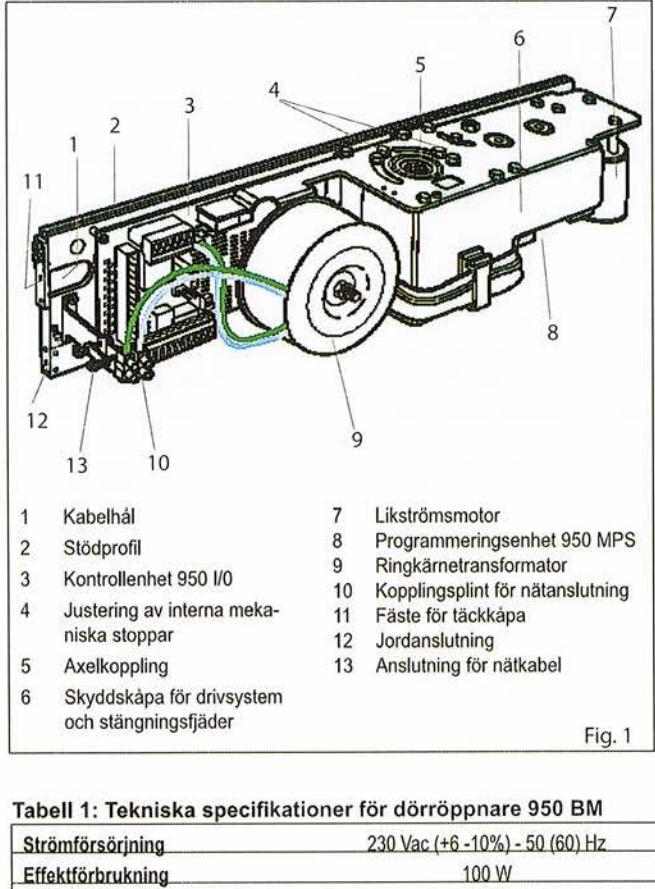 7
6
5
4
3
2
1
11
8
12
9
13
10
1 Kabelhål
2 Stödprofil
3 Kontrollenhet 950 I/0
4 Justering av interna meka-
niska stoppar
5 Axelkoppling
6 Skyddskåpa för drivsystem
och stängningsfjäder
7 Likströmsmotor
8 Programmeringsenhet 950 MPS
9 Ringkärnetransformator
10 Kopplingsplint för nätanslutning
11 Fäste för täckkåpa
12 Jordanslutning
13 Anslutning för nätkabel
Fig. 1
Tabell 1: Tekniska specifikationer för dörröppnare 950 BM
Strömförsörjning 230 Vac (+6 -10%) - 50 (60) Hz
Effektförbrukning 100 W